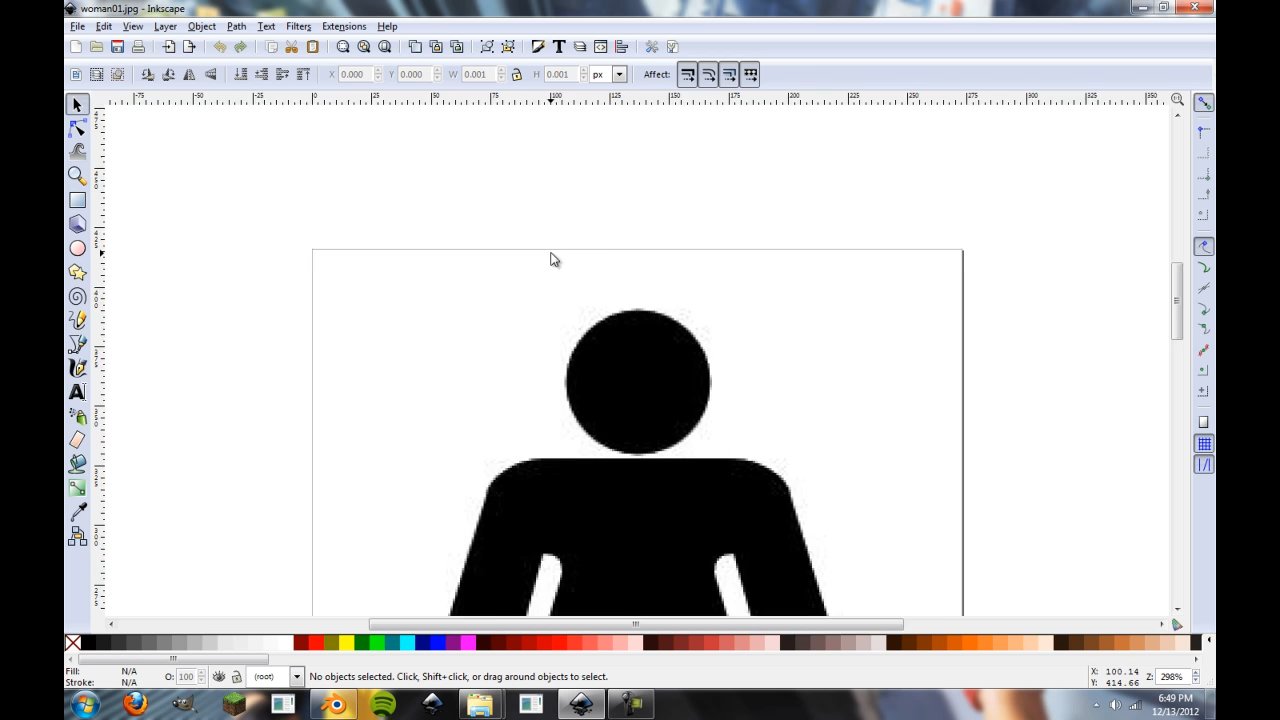 woman01.jpg - Inkscape
File Edit View Layer Object Path Text Filters Extensions Help
X 0.000 Y 0.000 W 0.001 H 0.001 px Affect:
-75 -50 -25 0 25 50 75 100 125 150 175 200 225 250 275 300 325 350
Fill: N/A O: 100 (root) No objects selected. Click, Shift+click, or drag around objects to select. X: 100.14 Z: 298%
Stroke: N/A Y: 414.66
6:49 PM
12/13/2012